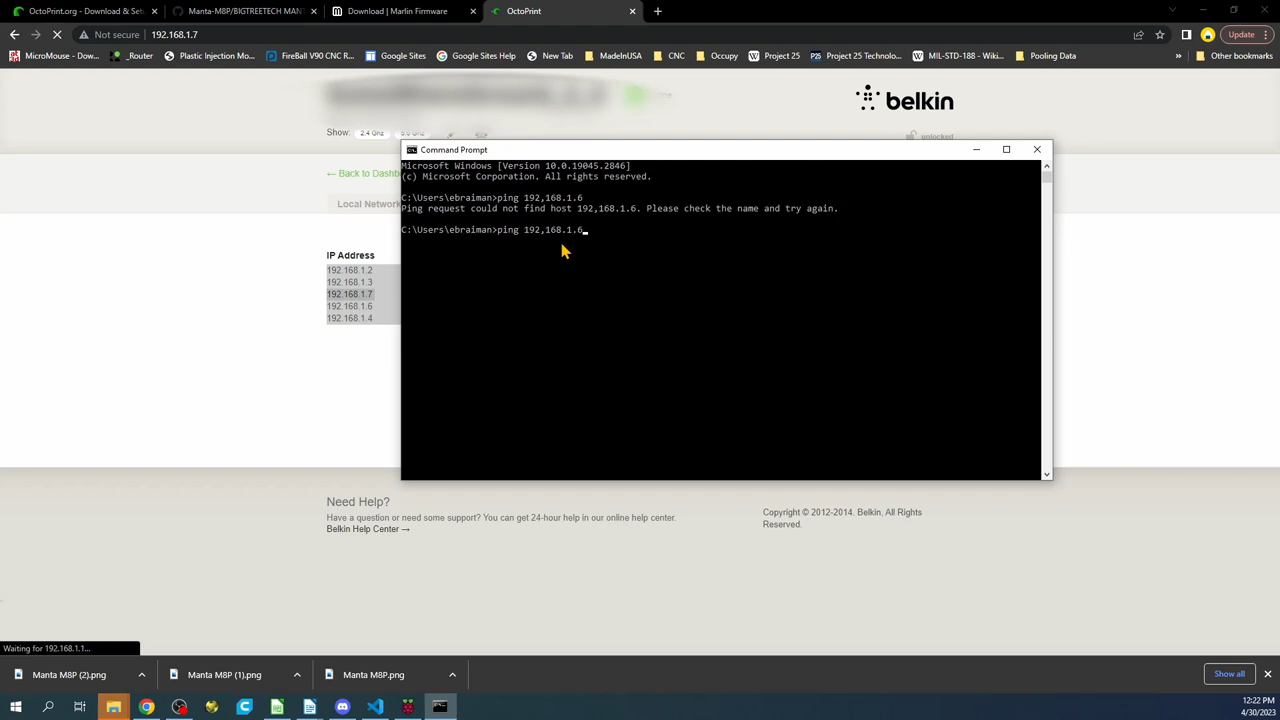 OctoPrint.org - Download & Set
Manta-M8P/BIGTREETECH MANT
Download | Marlin Firmware
OctoPrint
Not secure
192.168.1.7
Update
MicroMouse - Dow...
_Router
Plastic Injection Mo...
FireBall V90 CNC R...
Google Sites
Google Sites Help
New Tab
MadeInUSA
CNC
Occupy
Project 25
Project 25 Technolo...
MIL-STD-188 - Wiki...
Pooling Data
Other bookmarks
belkin
Show:
2.4 Ghz
5.0 Ghz
unlocked
← Back to Dashb
Local Network
IP Address
192.168.1.2
192.168.1.3
192.168.1.7
192.168.1.6
192.168.1.4
Command Prompt
Microsoft Windows [Version 10.0.19045.2846]
(c) Microsoft Corporation. All rights reserved.
C:\Users\ebraiman>ping 192,168.1.6
Ping request could not find host 192,168.1.6. Please check the name and try again.
C:\Users\ebraiman>ping 192,168.1.6
Need Help?
Have a question or need some support? You can get 24-hour help in our online help center.
Belkin Help Center →
Copyright © 2012-2014. Belkin, All Rights
Reserved.
Waiting for 192.168.1.1...
Manta M8P (2).png
Manta M8P (1).png
Manta M8P.png
Show all
12:22 PM
4/30/2023